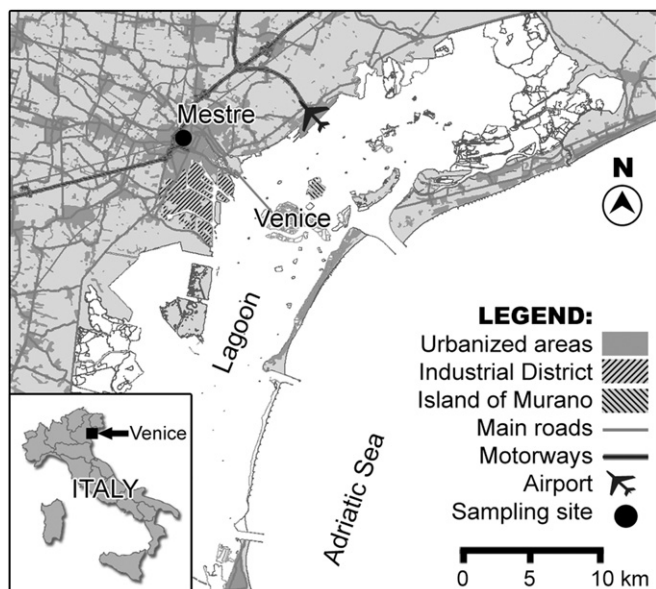 Mestre
Venice
Lagoon
Adriatic Sea
N
LEGEND:
Urbanized areas
Industrial District
Island of Murano
Main roads
Motorways
Airport
Sampling site
0 5 10 km
Venice
ITALY